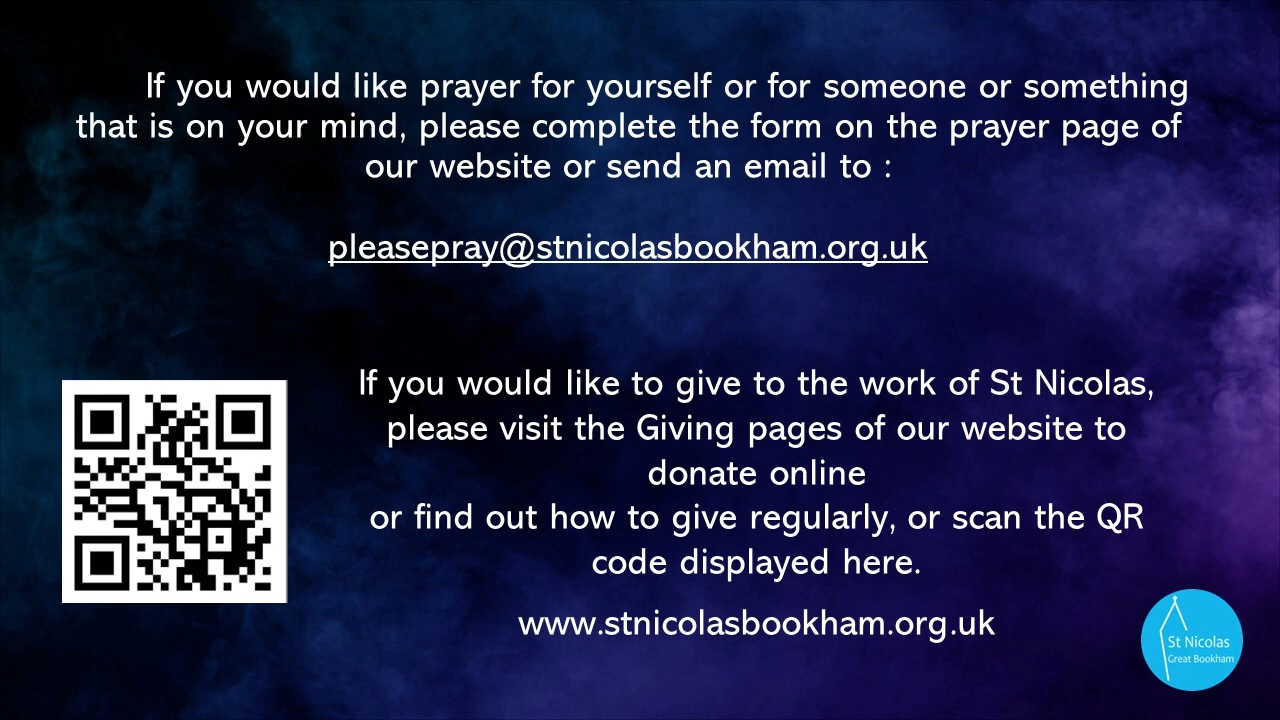 If you would like prayer for yourself or for someone or something
that is on your mind, please complete the form on the prayer page of
our website or send an email to :
pleasepray@stnicolasbookham.org.uk
If you would like to give to the work of St Nicolas,
please visit the Giving pages of our website to
donate online
or find out how to give regularly, or scan the QR
code displayed here.
www.stnicolasbookham.org.uk
St Nicolas
Great Bookham